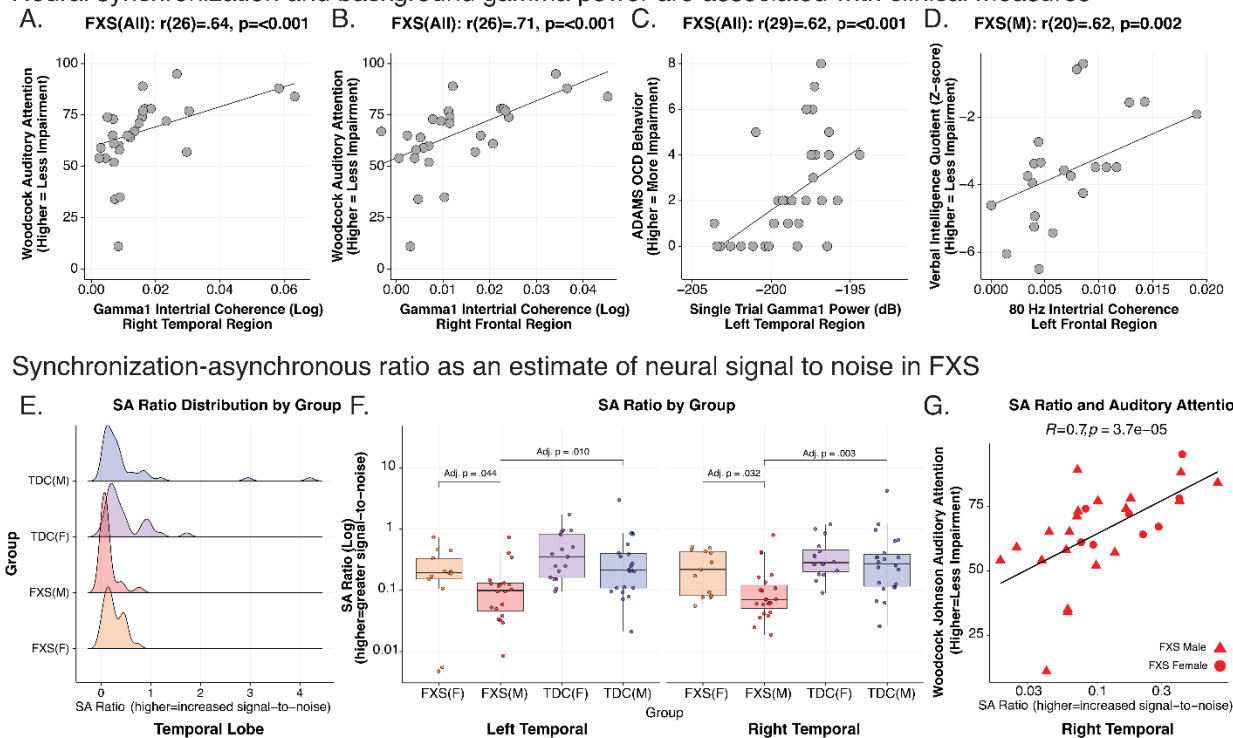 Neural synchronization and background gamma power are associated with clinical measures
A.
FXS(All): r(26)=.64, p=<0.001
Woodcock Auditory Attention
(Higher = Less Impairment)
100
75
50
25
0
0.00
0.02
0.04
0.06
Gamma1 Intertrial Coherence (Log)
Right Temporal Region
B.
FXS(All): r(26)=.71, p=<0.001
Woodcock Auditory Attention
(Higher = Less Impairment)
100
75
50
25
0
0.00
0.01
0.02
0.03
0.04
Gamma1 Intertrial Coherence (Log)
Right Frontal Region
C.
FXS(All): r(29)=.62, p=<0.001
ADAMS OCD Behavior
(Higher = More Impairment)
8
6
4
2
0
−205
−200
−195
Single Trial Gamma1 Power (dB)
Left Temporal Region
D.
FXS(M): r(20)=.62, p=0.002
Verbal Intelligence Quotient (Z−score)
(Higher = Less Impairment)
−2
−4
−6
0.000
0.005
0.010
0.015
0.020
80 Hz Intertrial Coherence
Left Frontal Region
Synchronization-asynchronous ratio as an estimate of neural signal to noise in FXS
E.
SA Ratio Distribution by Group
Group
TDC(M)
TDC(F)
FXS(M)
FXS(F)
0
1
2
3
4
SA Ratio (higher=increased signal−to−noise)
Temporal Lobe
F.
SA Ratio by Group
SA Ratio (Log)
(higher=greater signal−to−noise)
10
1
0.1
0.01
Adj. p = .044
Adj. p = .010
Adj. p = .032
Adj. p = .003
FXS(F)
FXS(M)
TDC(F)
TDC(M)
FXS(F)
FXS(M)
TDC(F)
TDC(M)
Group
Left Temporal
Right Temporal
G.
SA Ratio and Auditory Attentio
R=0.7, p = 3.7e−05
Woodcock Johnson Auditory Attention
(Higher=Less Impairment)
75
50
25
FXS Male
FXS Female
0.03
0.1
0.3
SA Ratio (higher=increased signal−to−noise)
Right Temporal